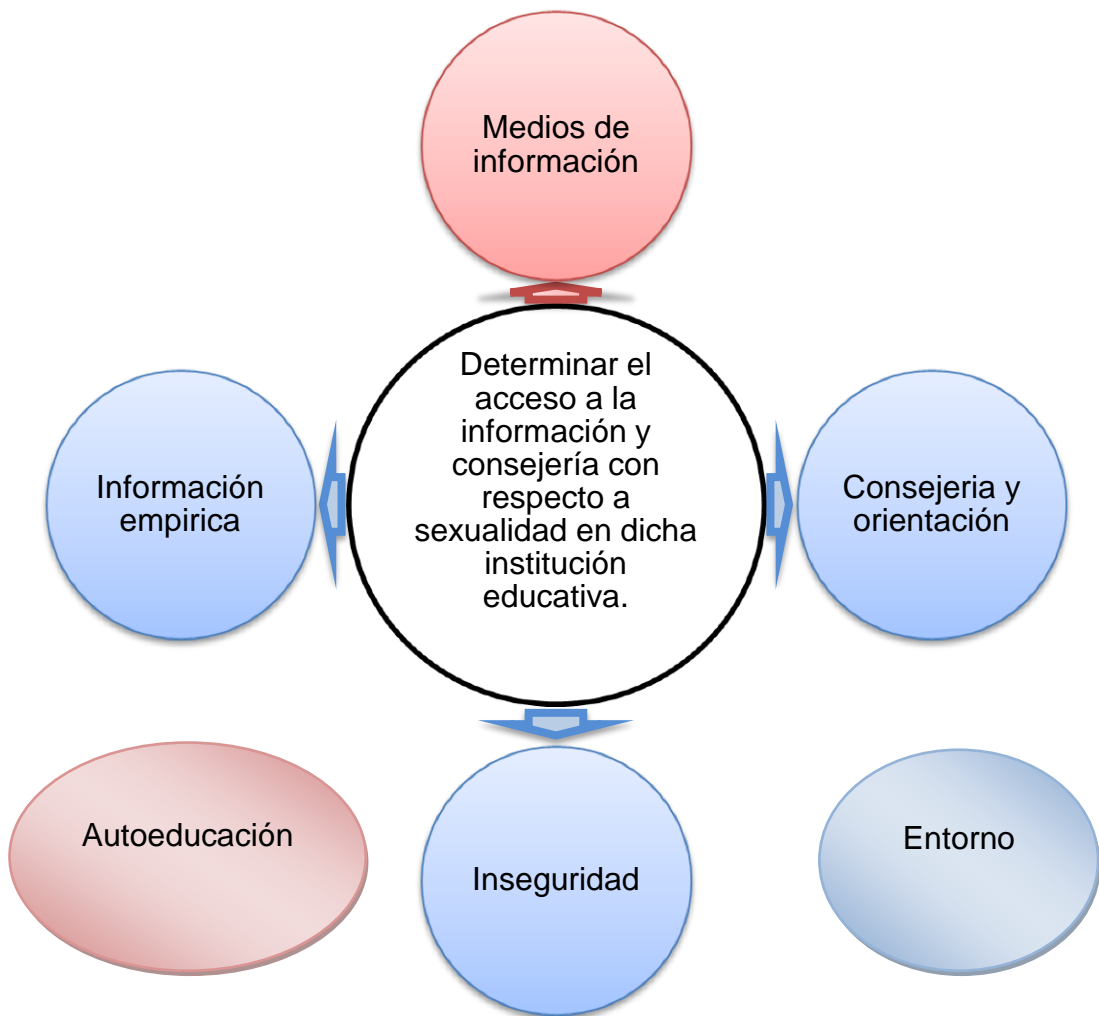 Medios de
información
Determinar el
acceso a la
información y
consejería con
respecto a
sexualidad en dicha
institución
educativa.
Información
empirica
Consejeria y
orientación
Autoeducación
Inseguridad
Entorno